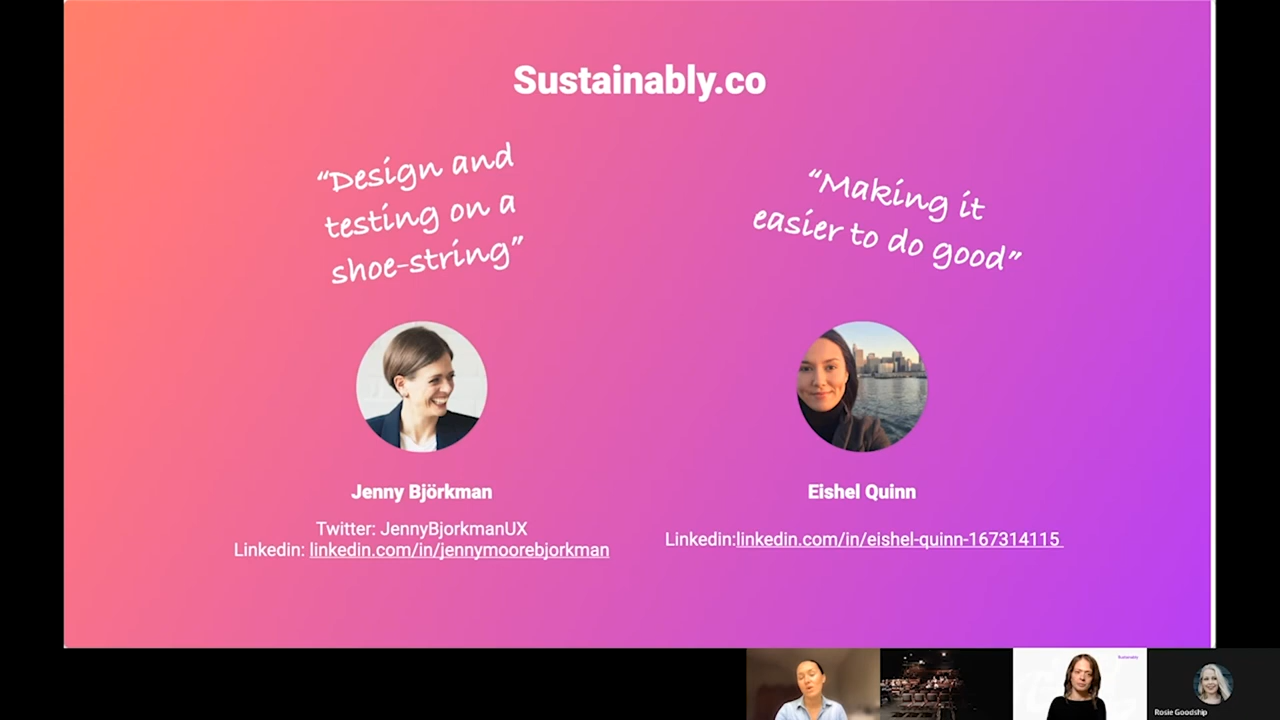 Sustainably.co
“Design and
testing on a
shoe-string”
“Making it
easier to do good”
Jenny Björkman
Twitter: JennyBjorkmanUX
Linkedin: linkedin.com/in/jennymoorebjorkman
Eishel Quinn
Linkedin:linkedin.com/in/eishel-quinn-167314115
Sustainably
Rosie Goodship